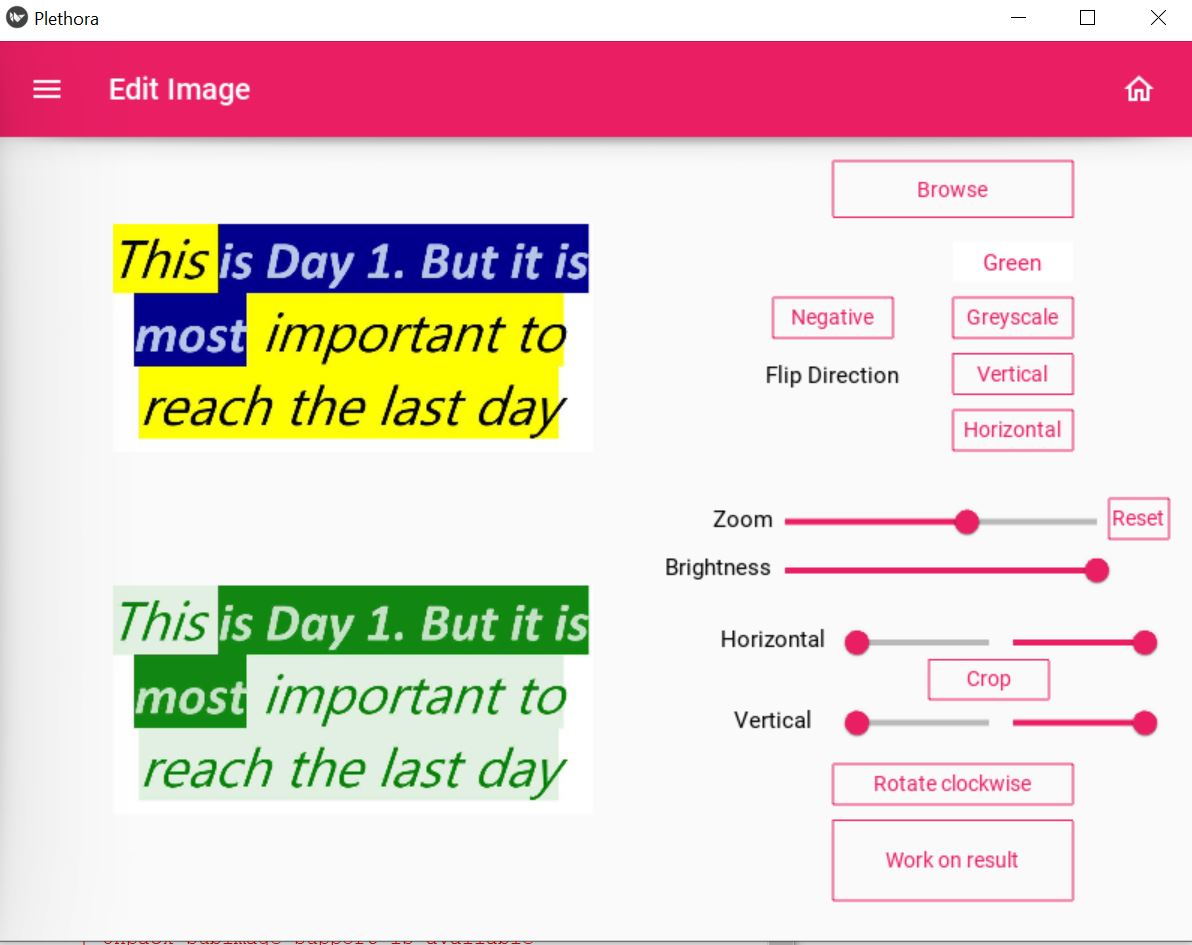 Plethora
Edit Image
Browse
This is Day 1. But it is
most important to
reach the last day
Green
Negative
Greyscale
Flip Direction
Vertical
Horizontal
Zoom
Reset
Brightness
This is Day 1. But it is
most important to
reach the last day
Horizontal
Crop
Vertical
Rotate clockwise
Work on result